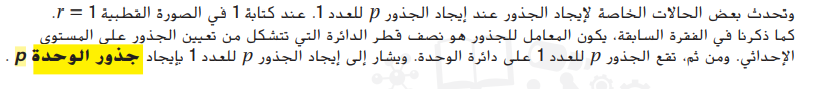 وتحدث بعض الحالات الخاصة لإيجاد الجذور عند إيجاد الجذور p للعدد 1. عند كتابة 1 في الصورة القطبية r = 1.
كما ذكرنا في الفقرة السابقة، يكون المعامل للجذور هو نصف قطر الدائرة التي تتشكل من تعيين الجذور على المستوى
الإحداثي. ومن ثم، تقع الجذور p للعدد 1 على دائرة الوحدة. ويشار إلى إيجاد الجذور p للعدد 1 بإيجاد جذور الوحدة p .